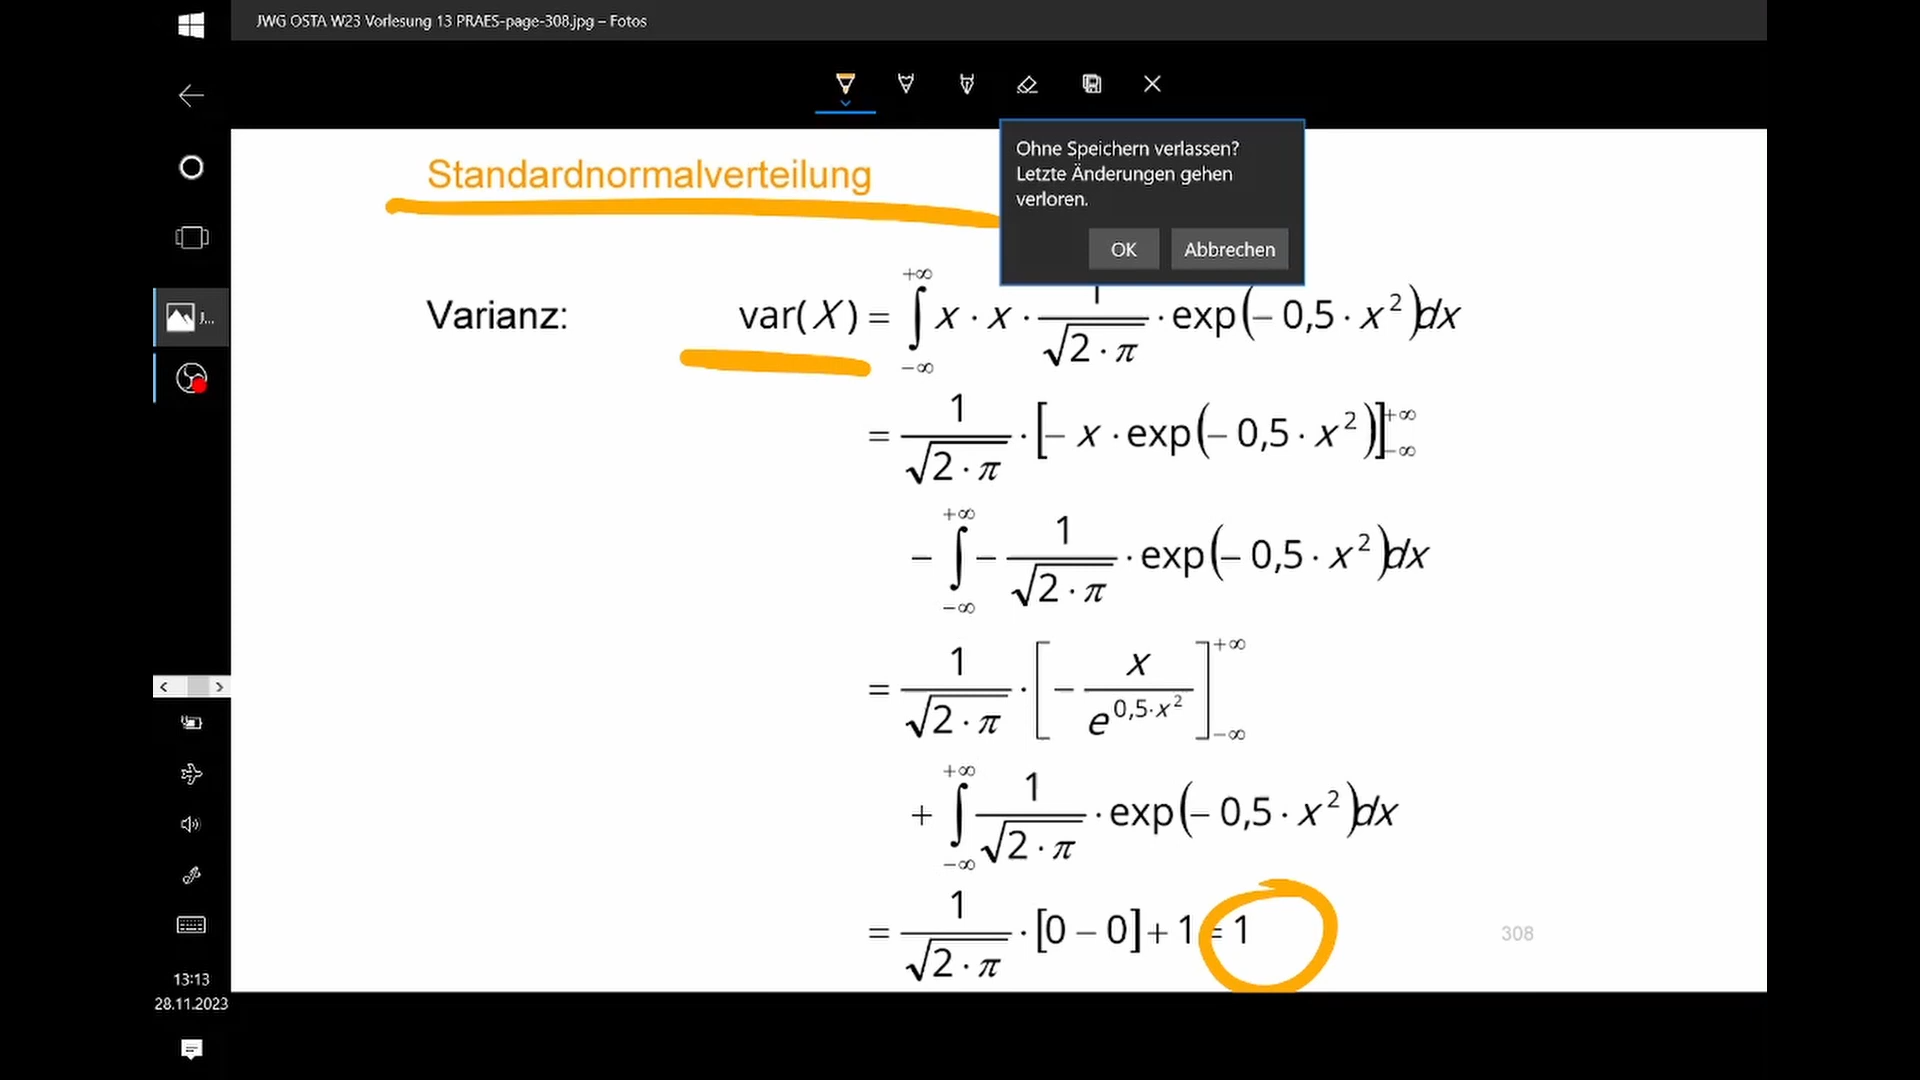 JWG OSTA W23 Vorlesung 13 PRAES-page-308.jpg – Fotos
Ohne Speichern verlassen?
Letzte Änderungen gehen
verloren.
OK Abbrechen
Standardnormalverteilung
Varianz: var(X) = ∫_{-∞}^{+∞} x · x · 1/√(2 · π) · exp(− 0,5 · x²)dx
= 1/√(2 · π) · [− x · exp(− 0,5 · x²)]_{-∞}^{+∞}
− ∫_{-∞}^{+∞} − 1/√(2 · π) · exp(− 0,5 · x²)dx
= 1/√(2 · π) · [− x/e^{0,5·x²}]_{-∞}^{+∞}
+ ∫_{-∞}^{+∞} 1/√(2 · π) · exp(− 0,5 · x²)dx
= 1/√(2 · π) · [0 − 0] + 1 = 1
308
J...
13:13
28.11.2023